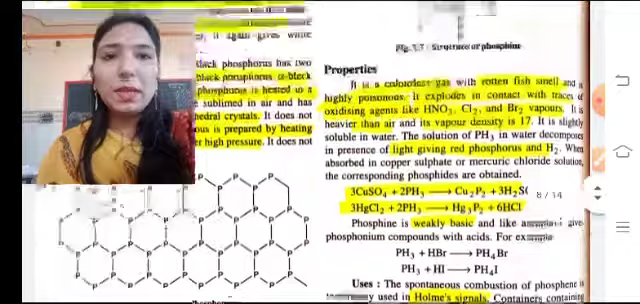 lack phosphorus has two
black phosphorus α-black
phosphorus is heated in a
e sublimed in air and has
hedral crystals. It does not
ous is prepared by heating
er high pressure. It does not
Fig. Structure of phosphine
Properties
It is a colourless gas with rotten fish smell and a
highly poisonous. It explodes in contact with traces of
oxidising agents like HNO3, Cl2, and Br2 vapours. It is
heavier than air and its vapour density is 17. It is slightly
soluble in water. The solution of PH3 in water decomposes
in presence of light giving red phosphorus and H2. When
absorbed in copper sulphate or mercuric chloride solution,
the corresponding phosphides are obtained.
3CuSO4 + 2PH3 ⟶ Cu3P2 + 3H2S
8 / 14
3HgCl2 + 2PH3 ⟶ Hg3P2 + 6HCl
Phosphine is weakly basic and like give
phosphonium compounds with acids. For example
PH3 + HBr ⟶ PH4Br
PH3 + HI ⟶ PH4I
Uses : The spontaneous combustion of phosphene is
y used in Holme's signals. Containers containing
P P P P P